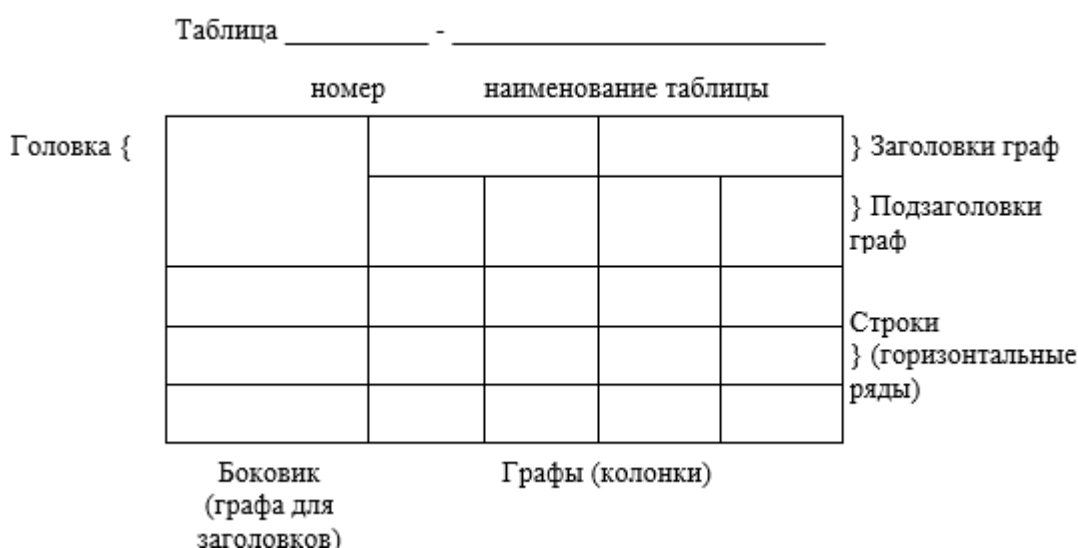 Таблица __________ - __________________________
номер наименование таблицы
Головка {
} Заголовки граф
} Подзаголовки
граф
Строки
} (горизонтальные
ряды)
Боковик
(графа для
заголовков)
Графы (колонки)